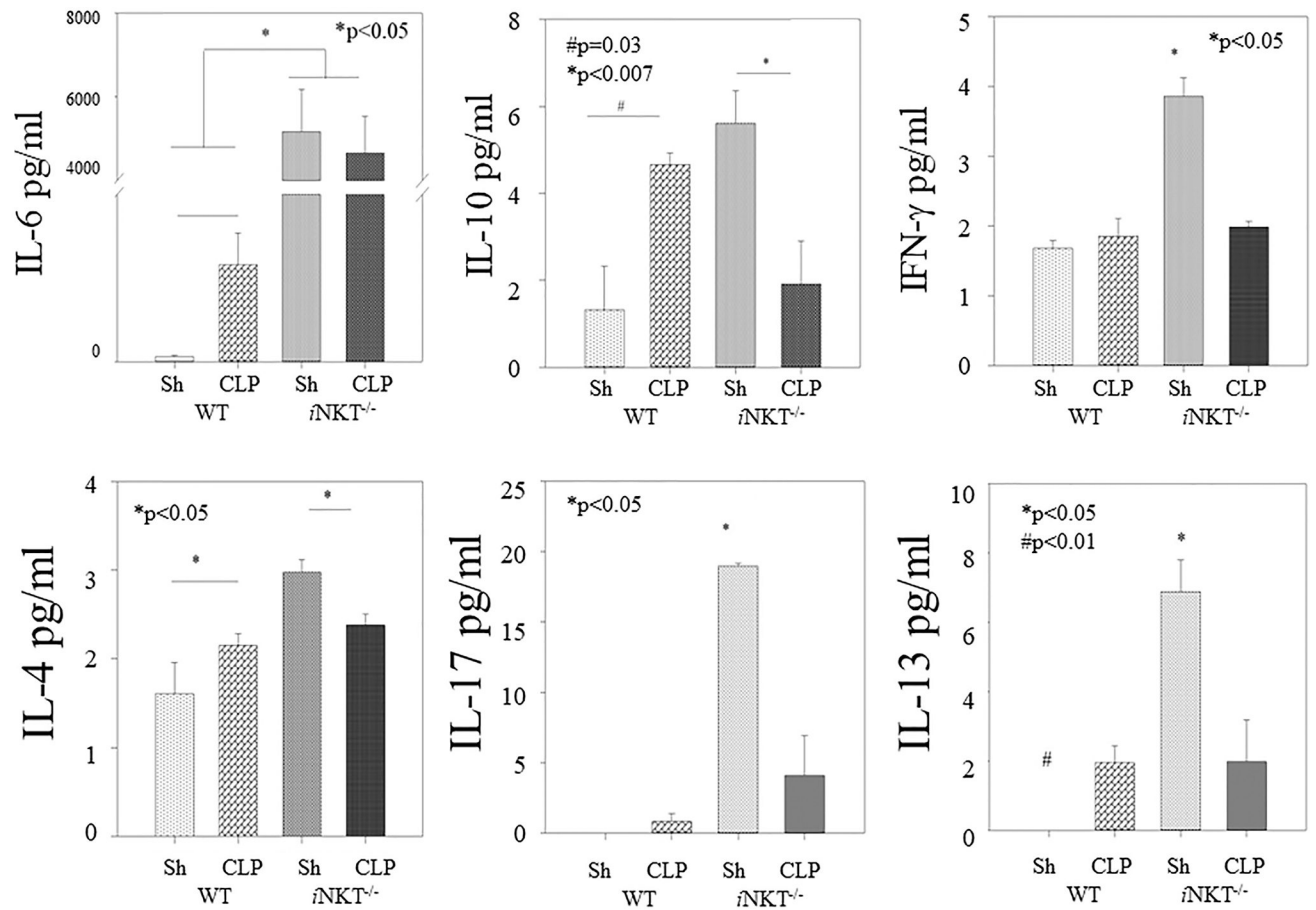 IL-6 pg/ml
8000
6000
4000
0
*
*p<0.05
Sh CLP Sh CLP
WT iNKT-/-
IL-10 pg/ml
8
6
4
2
0
#p=0.03
*p<0.007
#
*
Sh CLP Sh CLP
WT iNKT-/-
IFN-γ pg/ml
5
4
3
2
1
0
*
*p<0.05
Sh CLP Sh CLP
WT iNKT-/-
IL-4 pg/ml
4
3
2
1
0
*p<0.05
*
*
Sh CLP Sh CLP
WT iNKT-/-
IL-17 pg/ml
25
20
15
10
5
0
*p<0.05
*
Sh CLP Sh CLP
WT iNKT-/-
IL-13 pg/ml
10
8
6
4
2
0
*p<0.05
#p<0.01
#
*
Sh CLP Sh CLP
WT iNKT-/-